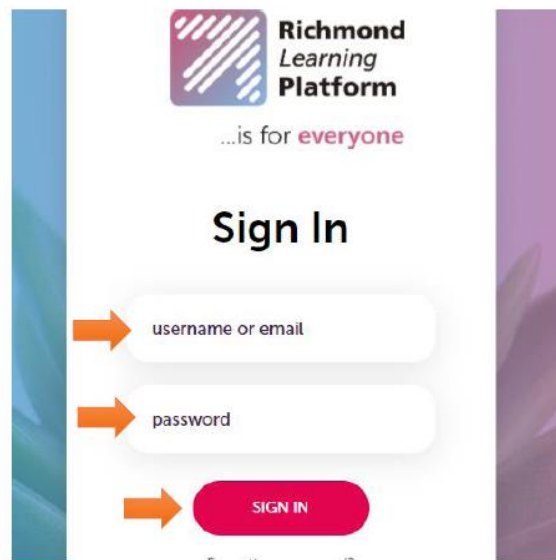 Richmond
Learning
Platform
...is for everyone
Sign In
username or email
password
SIGN IN